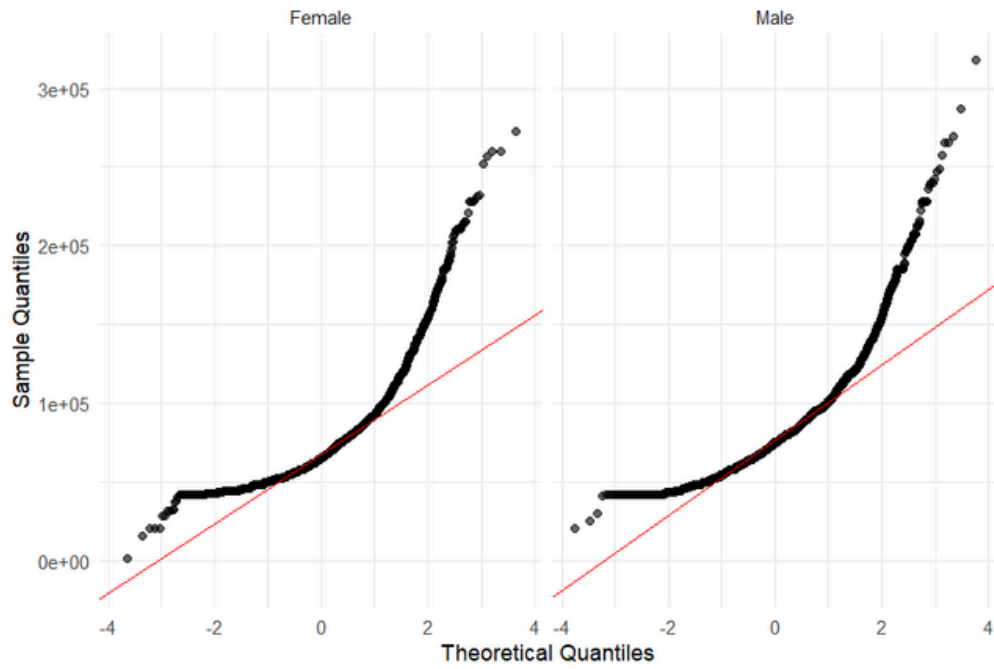 Female Male
Sample Quantiles
3e+05
2e+05
1e+05
0e+00
-4 -2 0 2 4 -4 -2 0 2 4
Theoretical Quantiles